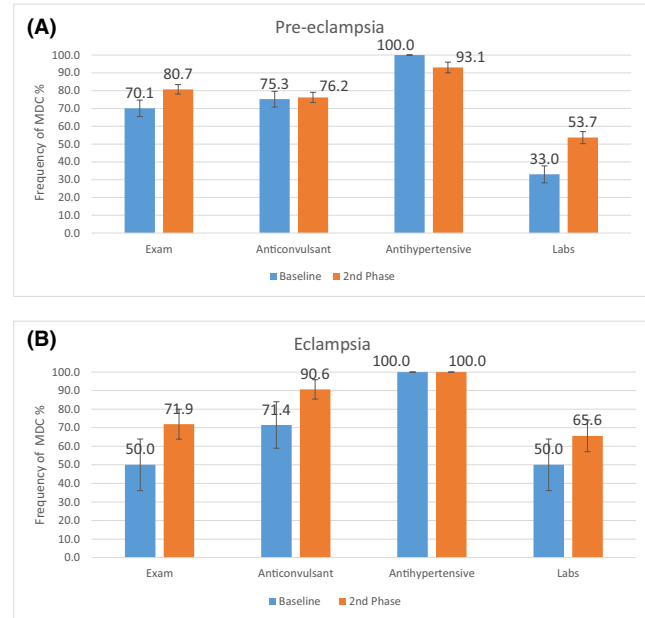 (A)
Pre-eclampsia
Frequency of MDC %
100.0
90.0
80.0
70.0
60.0
50.0
40.0
30.0
20.0
10.0
0.0
70.1
80.7
75.3
76.2
100.0
93.1
33.0
53.7
Exam
Anticonvulsant
Antihypertensive
Labs
Baseline
2nd Phase
(B)
Eclampsia
Frequency of MDC %
100.0
90.0
80.0
70.0
60.0
50.0
40.0
30.0
20.0
10.0
0.0
50.0
71.9
71.4
90.6
100.0
100.0
50.0
65.6
Exam
Anticonvulsant
Antihypertensive
Labs
Baseline
2nd Phase